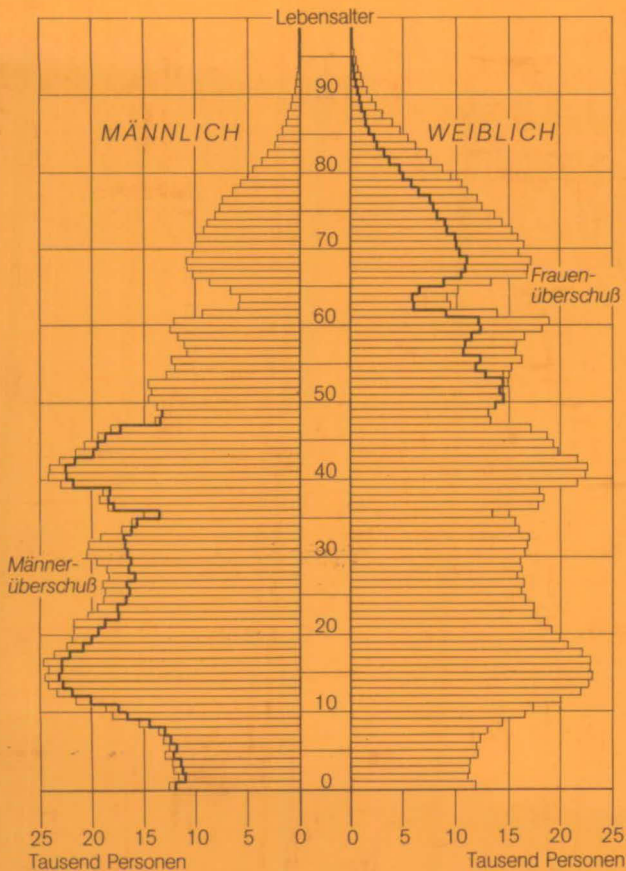 Lebensalter
MÄNNLICH WEIBLICH
90
80
70
60
50
40
30
20
10
0
Frauen-
überschuß
Männer-
überschuß
25 20 15 10 5 0 0 5 10 15 20 25
Tausend Personen Tausend Personen